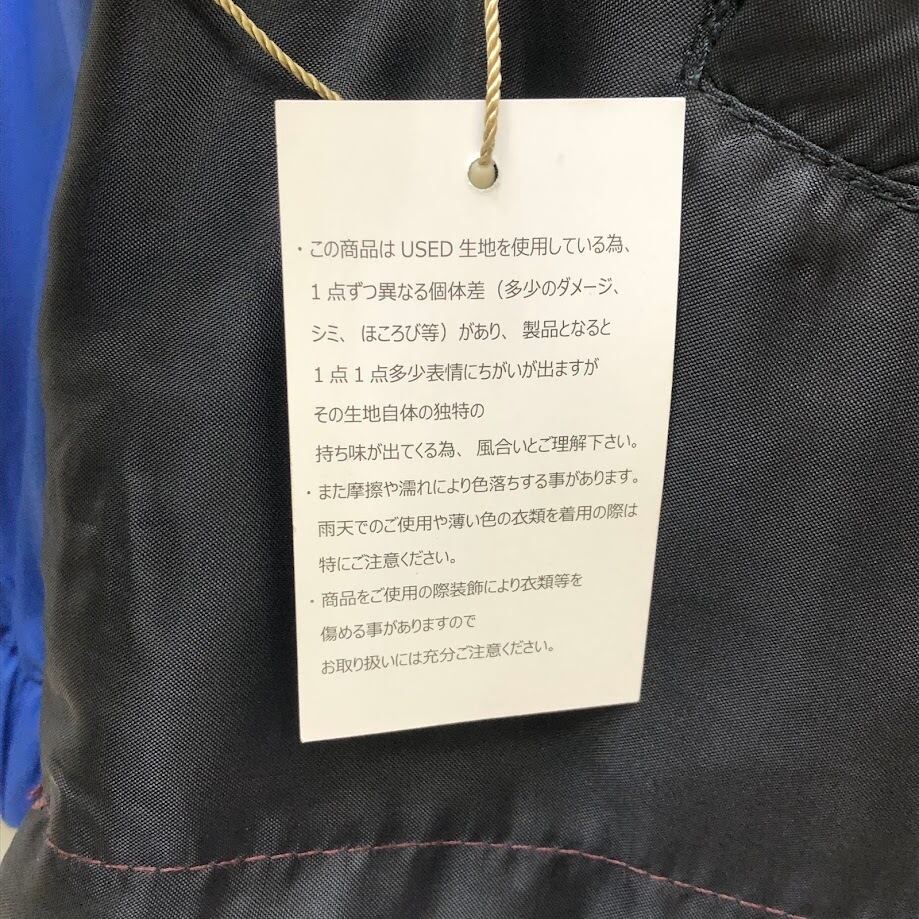 ・この商品は USED 生地を使用している為、
1点ずつ異なる個体差（多少のダメージ、
シミ、ほころび等）があり、製品となると
1点1点多少表情にちがいが出ますが
その生地自体の独特の
持ち味が出てくる為、風合いとご理解下さい。
・また摩擦や濡れにより色落ちする事があります。
雨天でのご使用や薄い色の衣類を着用の際は
特にご注意ください。
・商品をご使用の際装飾により衣類等を
傷める事がありますので
お取り扱いには充分ご注意ください。